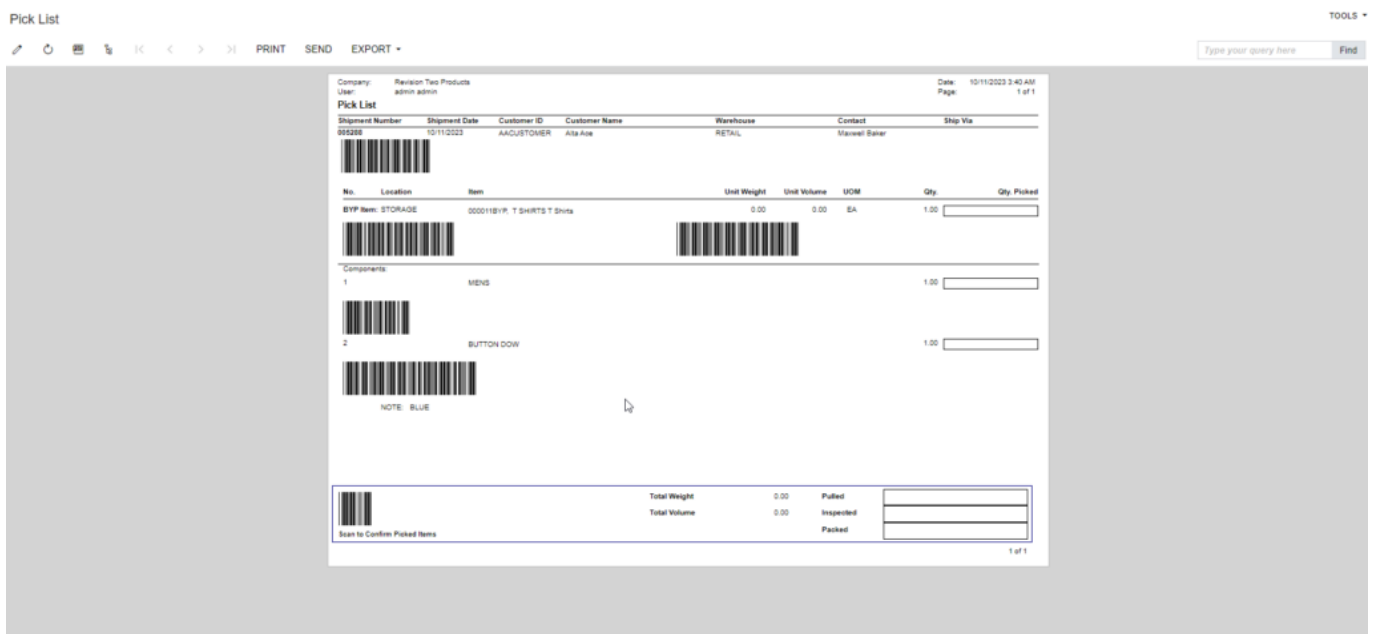 Pick List
TOOLS
PRINT SEND EXPORT
Type your query here Find
Company: Revision Two Products Date: 10/11/2023 3:40 AM
User: admin admin Page: 1 of 1
Pick List
Shipment Number Shipment Date Customer ID Customer Name Warehouse Contact Ship Via
005288 10/11/2023 AACUSTOMER Alta Ace RETAIL Maxwell Baker
No. Location Item Unit Weight Unit Volume UOM Qty. Qty. Picked
BYP Item: STORAGE 000011BYP, T SHIRTS T Shirts 0.00 0.00 EA 1.00
Components:
1 MENS 1.00
2 BUTTON DOW 1.00
NOTE: BLUE
Total Weight 0.00 Pulled
Total Volume 0.00 Inspected
Packed
Scan to Confirm Picked Items
1 of 1